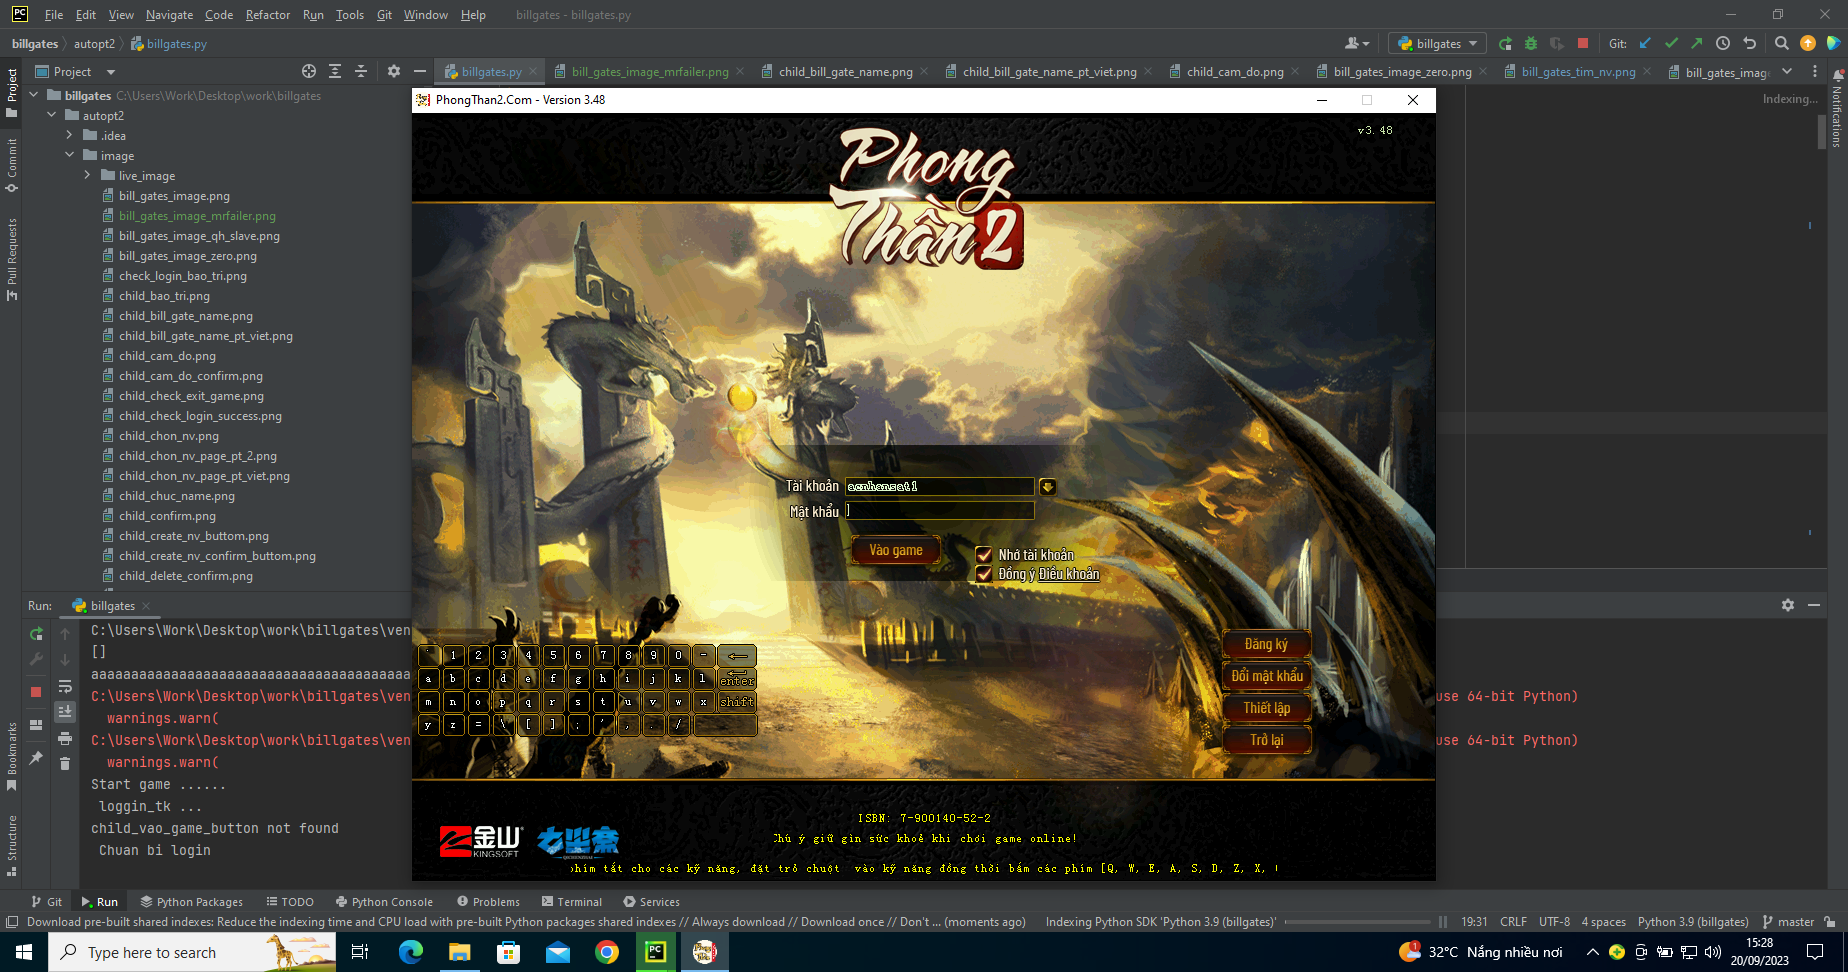 File Edit View Navigate Code Refactor Run Tools Git Window Help billgates - billgates.py
billgates autopt2 billgates.py
billgates Git:
Project
billgates.py bill_gates_image_mrfailer.png child_bill_gate_name.png child_bill_gate_name_pt_viet.png child_cam_do.png bill_gates_image_zero.png bill_gates_tim_nv.png bill_gates_imag
Project
Commit
Pull Requests
Bookmarks
Structure
Notifications
Indexing...
billgates C:\Users\Work\Desktop\work\billgates
autopt2
.idea
image
live_image
bill_gates_image.png
bill_gates_image_mrfailer.png
bill_gates_image_qh_slave.png
bill_gates_image_zero.png
check_login_bao_tri.png
child_bao_tri.png
child_bill_gate_name.png
child_bill_gate_name_pt_viet.png
child_cam_do.png
child_cam_do_confirm.png
child_check_exit_game.png
child_check_login_success.png
child_chon_nv.png
child_chon_nv_page_pt_2.png
child_chon_nv_page_pt_viet.png
child_chuc_name.png
child_confirm.png
child_create_nv_buttom.png
child_create_nv_confirm_buttom.png
child_delete_confirm.png
PhongThan2.Com - Version 3.48
v3. 48
Phong
Thần 2
Tài khoản acnhansat1
Mật khẩu
Vào game
Nhớ tài khoản
Đồng ý Điều khoản
Đăng ký
Đổi mật khẩu
Thiết lập
Trở lại
` 1 2 3 4 5 6 7 8 9 0 - ←
a b c d e f g h i j k l enter
m n o p q r s t u v w x shift
y z = \ [ ] ; ' , . /
ISBN: 7-900140-52-2
Chú ý giữ gìn sức khoẻ khi chơi game online!
phím tắt cho các kỹ năng, đặt trỏ chuột vào kỹ năng đồng thời bấm các phím [Q, W, E, A, S, D, Z, X,
金山
KINGSOFT
Run: billgates
C:\Users\Work\Desktop\work\billgates\ven
[]
aaaaaaaaaaaaaaaaaaaaaaaaaaaaaaaaaaaaaaaa
C:\Users\Work\Desktop\work\billgates\ven use 64-bit Python)
warnings.warn(
C:\Users\Work\Desktop\work\billgates\ven use 64-bit Python)
warnings.warn(
Start game ......
loggin_tk ...
child_vao_game_button not found
Chuan bi login
Git Run Python Packages TODO Python Console Problems Terminal Services
Download pre-built shared indexes: Reduce the indexing time and CPU load with pre-built Python packages shared indexes // Always download // Download once // Don't ... (moments ago) Indexing Python SDK 'Python 3.9 (billgates)' 19:31 CRLF UTF-8 4 spaces Python 3.9 (billgates) master
Type here to search
1 32°C Nắng nhiều nơi
15:28
20/09/2023